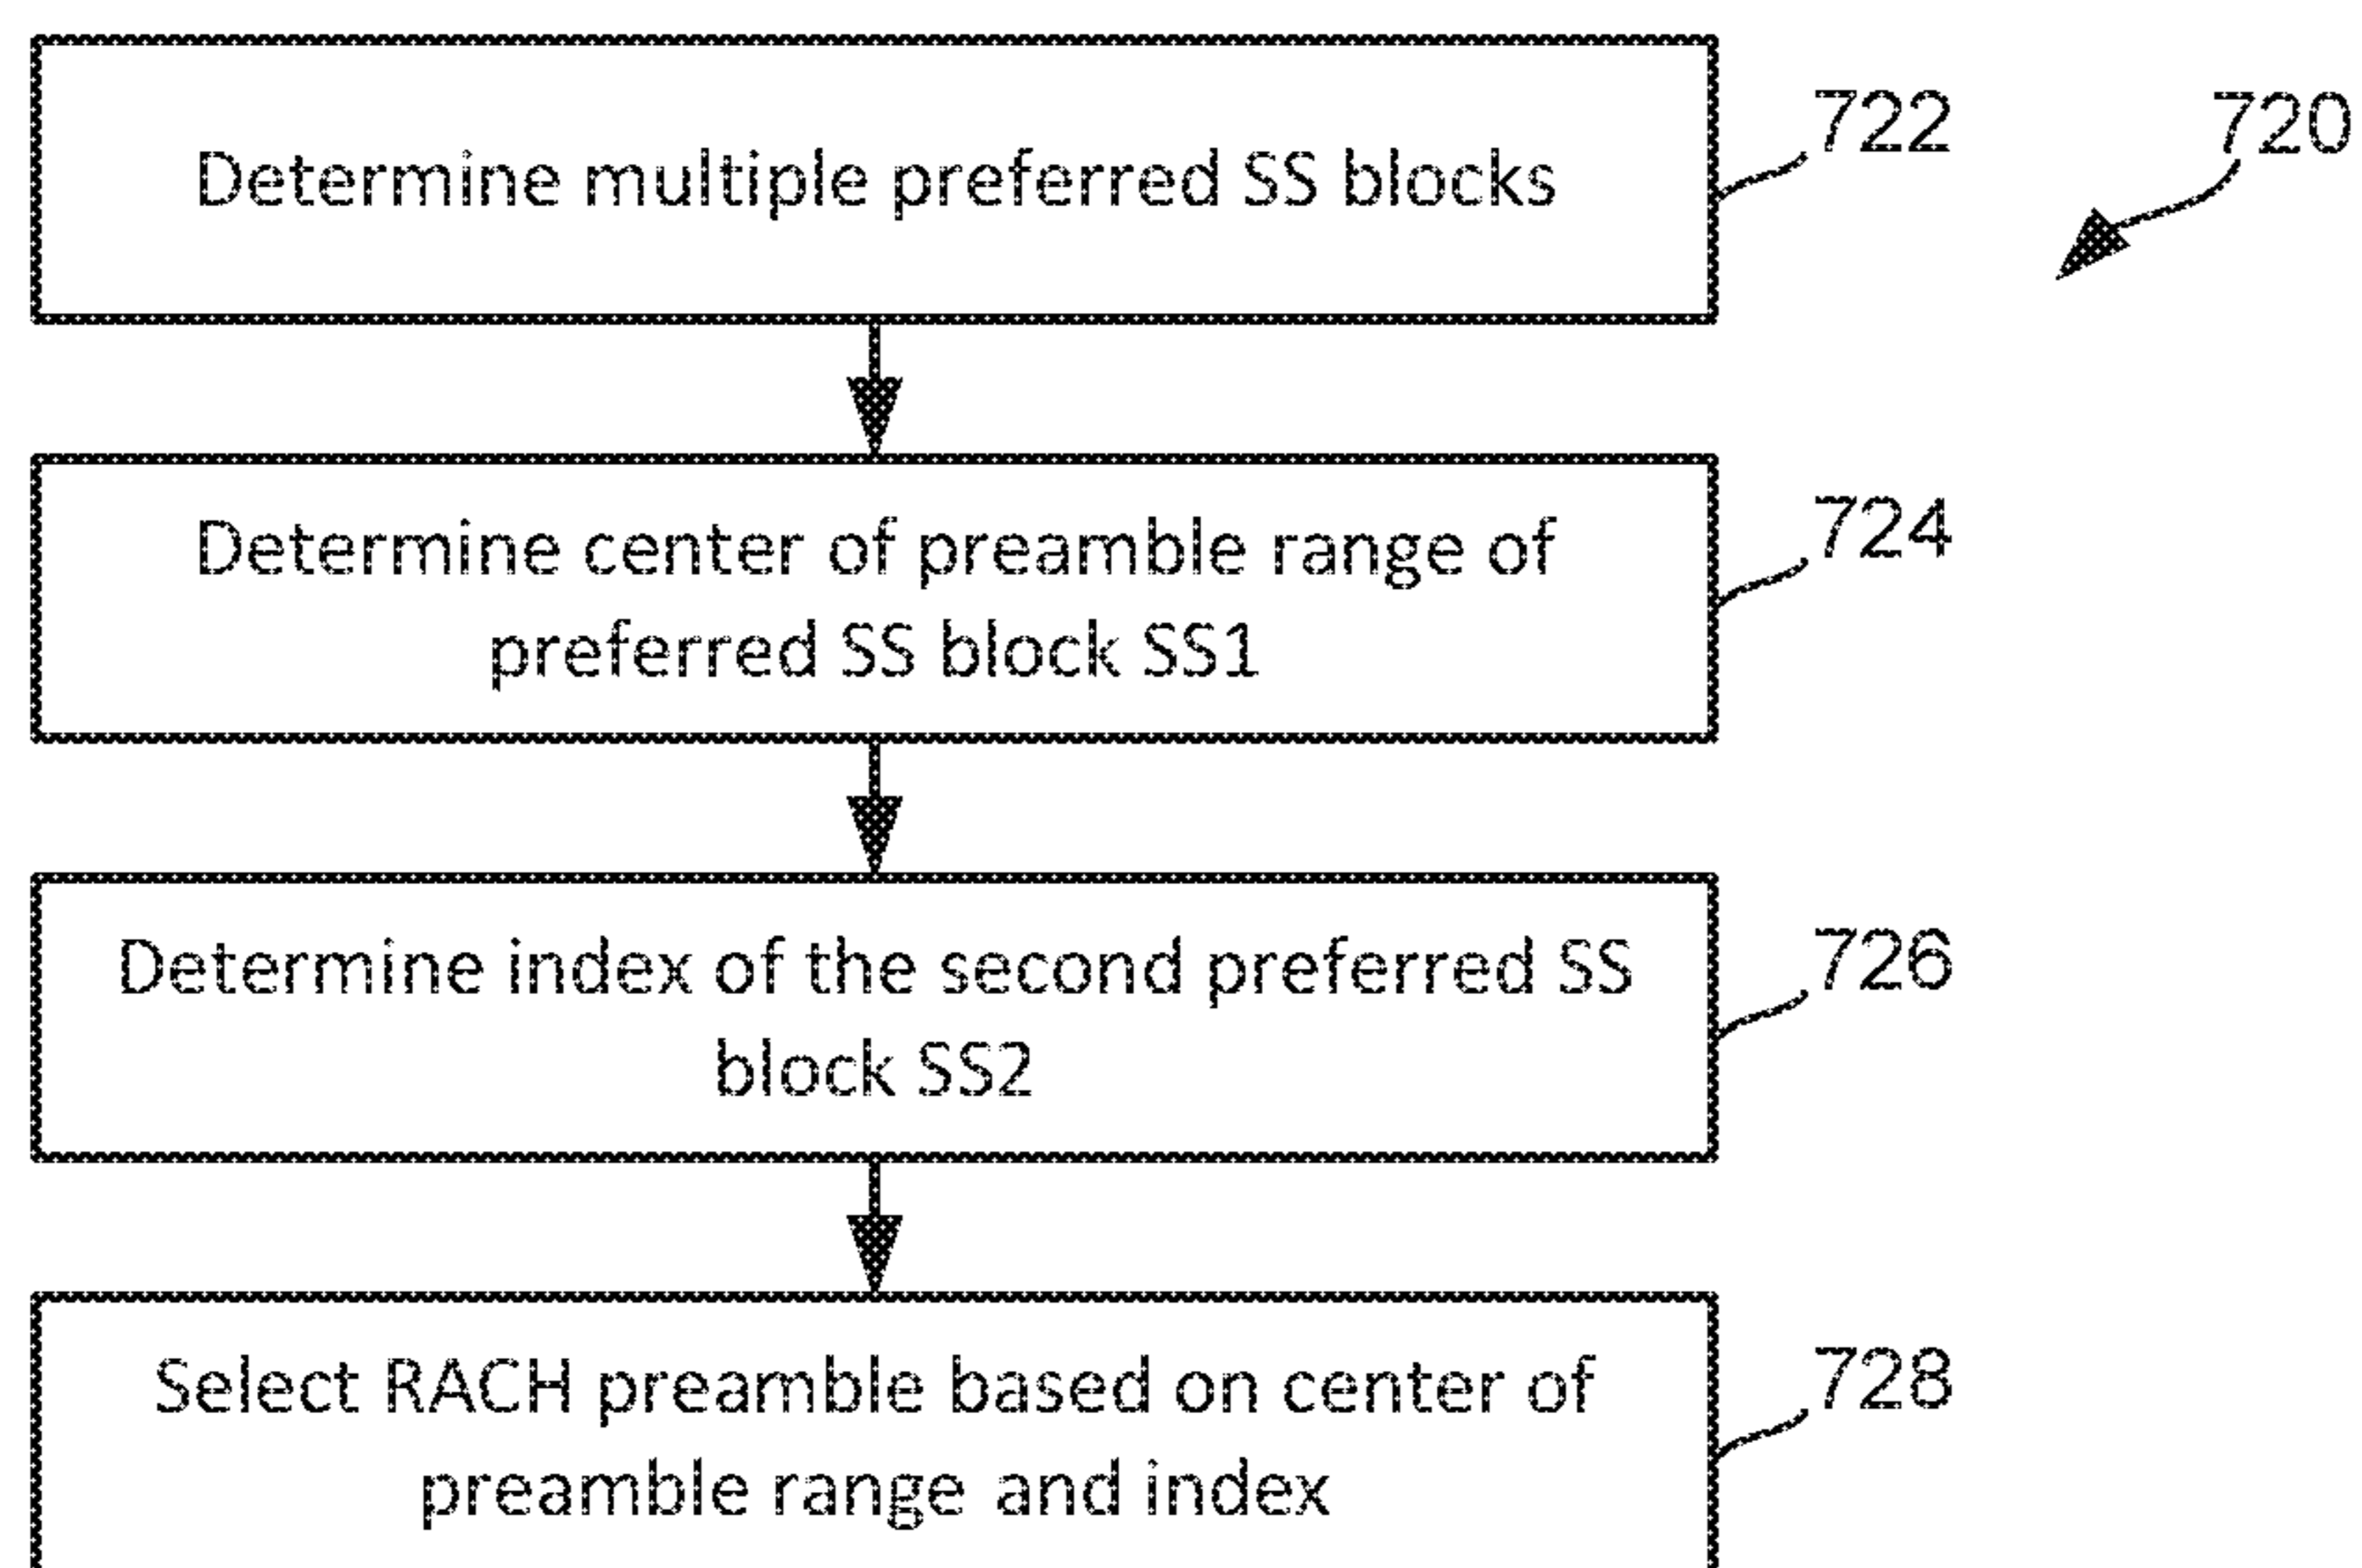 Determine multiple preferred SS blocks
722
720
Determine center of preamble range of
preferred SS block SS1
724
Determine index of the second preferred SS
block SS2
726
Select RACH preamble based on center of
preamble range and index
728